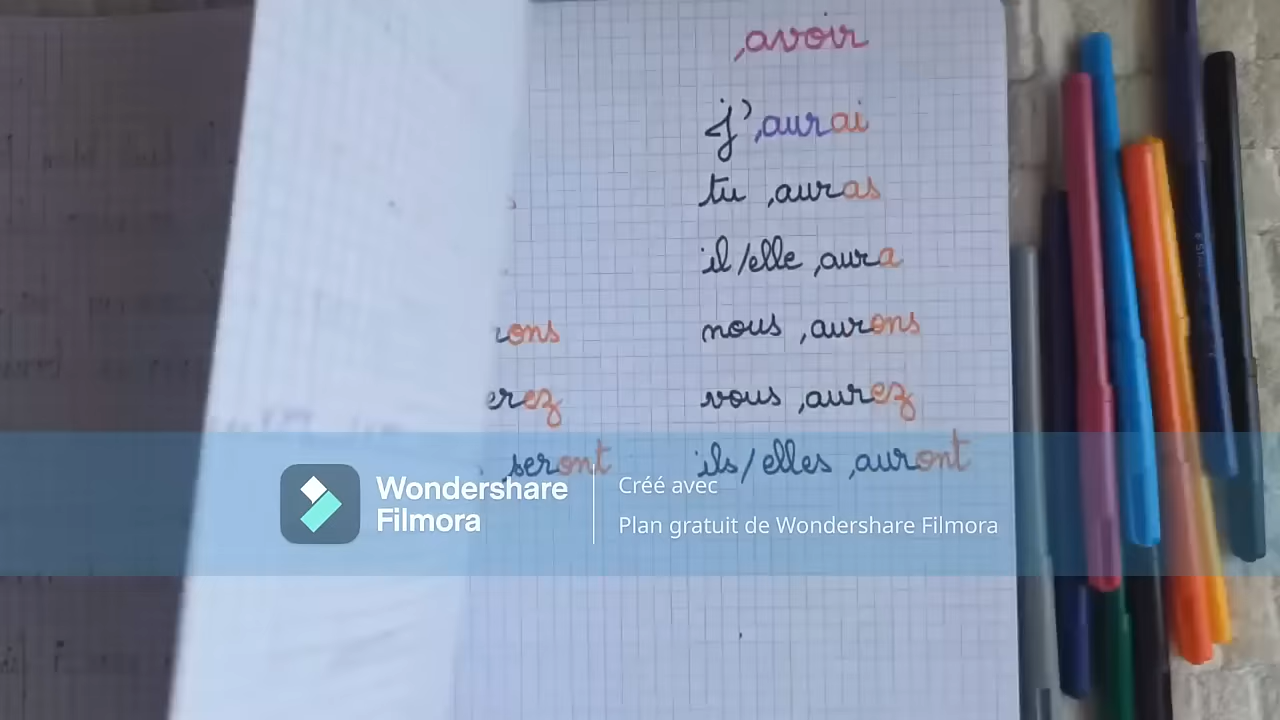 avoir
j'aurai
tu auras
il/elle aura
nous aurons
vous aurez
ils/elles auront
rons
erez
seront
Wondershare
Filmora
Créé avec
Plan gratuit de Wondershare Filmora